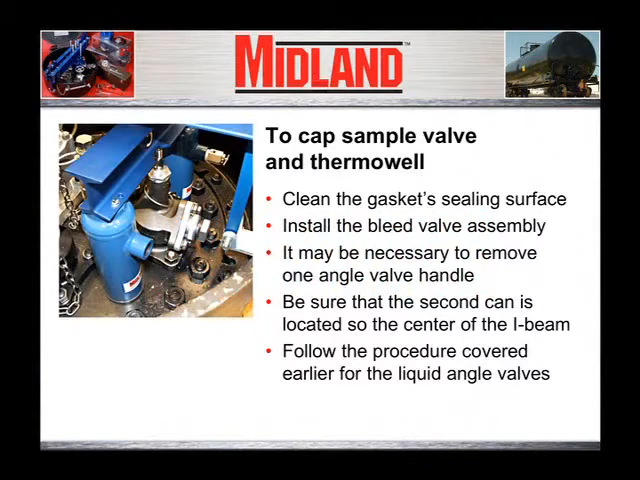 MIDLAND™
To cap sample valve
and thermowell
• Clean the gasket's sealing surface
• Install the bleed valve assembly
• It may be necessary to remove
one angle valve handle
• Be sure that the second can is
located so the center of the I-beam
• Follow the procedure covered
earlier for the liquid angle valves